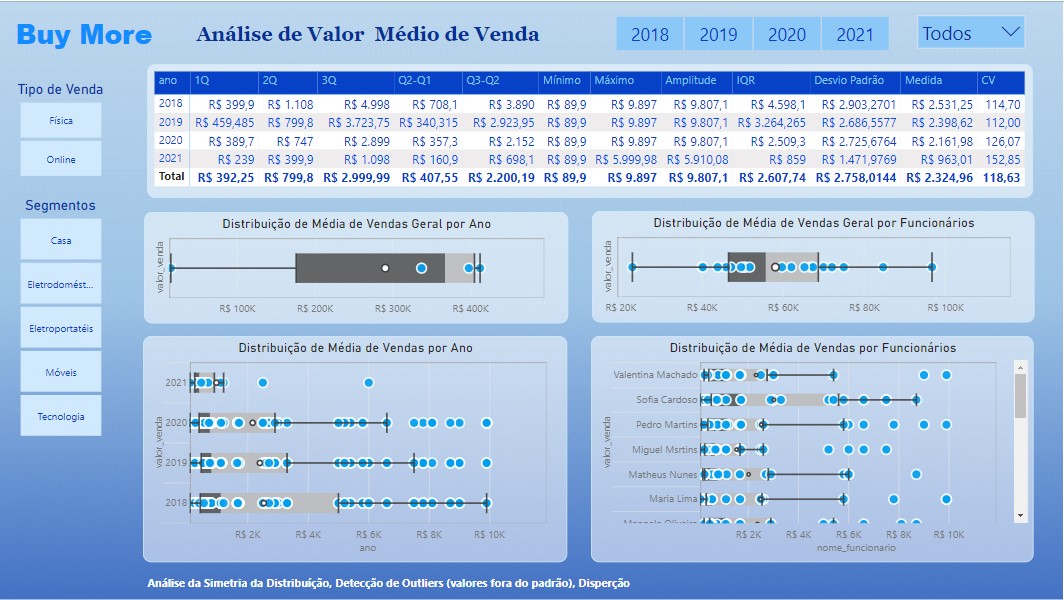 Buy More
Análise de Valor Médio de Venda
2018 2019 2020 2021 Todos
Tipo de Venda
Física
Online
Segmentos
Casa
Eletrodomést...
Eletroportatéis
Móveis
Tecnologia
ano 1Q 2Q 3Q Q2-Q1 Q3-Q2 Mínimo Máximo Amplitude IQR Desvio Padrão Medida CV
2018 R$ 399,9 R$ 1.108 R$ 4.998 R$ 708,1 R$ 3.890 R$ 89,9 R$ 9.897 R$ 9.807,1 R$ 4.598,1 R$ 2.903,2701 R$ 2.531,25 114,70
2019 R$ 459,485 R$ 799,8 R$ 3.723,75 R$ 340,315 R$ 2.923,95 R$ 89,9 R$ 9.897 R$ 9.807,1 R$ 3.264,265 R$ 2.686,5577 R$ 2.398,62 112,00
2020 R$ 389,7 R$ 747 R$ 2.899 R$ 357,3 R$ 2.152 R$ 89,9 R$ 9.897 R$ 9.807,1 R$ 2.509,3 R$ 2.725,6764 R$ 2.161,98 126,07
2021 R$ 239 R$ 399,9 R$ 1.098 R$ 160,9 R$ 698,1 R$ 89,9 R$ 5.999,98 R$ 5.910,08 R$ 859 R$ 1.471,9769 R$ 963,01 152,85
Total R$ 392,25 R$ 799,8 R$ 2.999,99 R$ 407,55 R$ 2.200,19 R$ 89,9 R$ 9.897 R$ 9.807,1 R$ 2.607,74 R$ 2.758,0144 R$ 2.324,96 118,63
Distribuição de Média de Vendas Geral por Ano
valor_venda
R$ 100K R$ 200K R$ 300K R$ 400K
Distribuição de Média de Vendas Geral por Funcionários
valor_venda
R$ 20K R$ 40K R$ 60K R$ 80K R$ 100K
Distribuição de Média de Vendas por Ano
valor_venda
2021
2020
2019
2018
R$ 2K R$ 4K R$ 6K R$ 8K R$ 10K
ano
Distribuição de Média de Vendas por Funcionários
valor_venda
Valentina Machado
Sofia Cardoso
Pedro Martins
Miguel Msrtins
Matheus Nunes
Maria Lima
R$ 2K R$ 4K R$ 6K R$ 8K R$ 10K
nome_funcionario
Análise da Simetria da Distribuíção, Detecção de Outliers (valores fora do padrão), Disperção